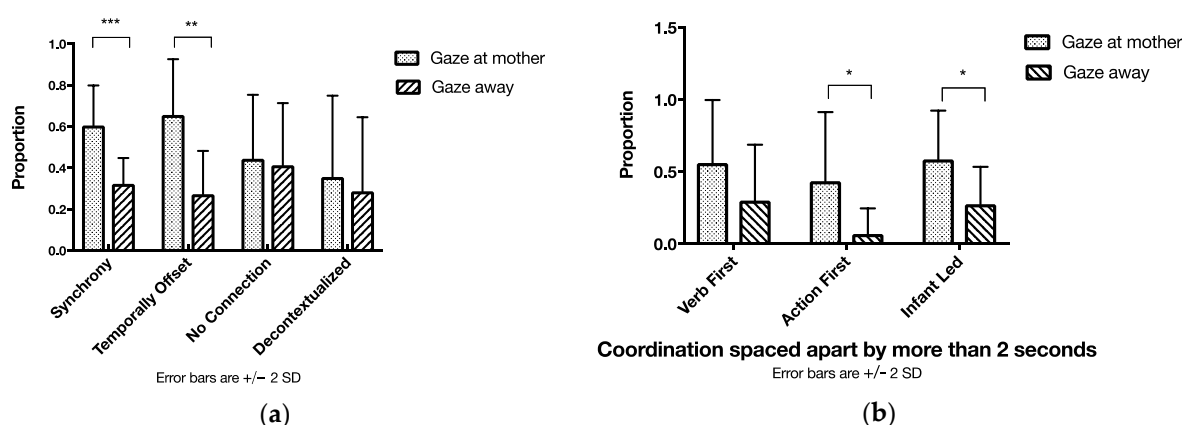 ***
**
1.0
0.8
0.6
0.4
0.2
0.0
Proportion
Gaze at mother
Gaze away
Synchrony
Temporally Offset
No Connection
Decontextualized
Error bars are +/− 2 SD
(a)
1.5
1.0
0.5
0.0
Proportion
*
*
Gaze at mother
Gaze away
Verb First
Action First
Infant Led
Coordination spaced apart by more than 2 seconds
Error bars are +/− 2 SD
(b)